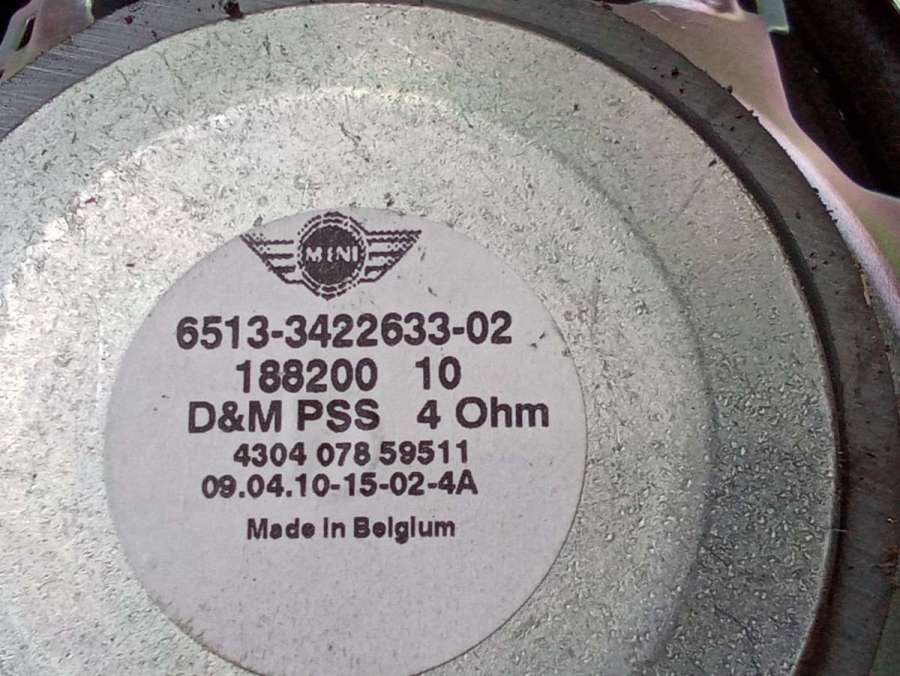 MINI
6513-3422633-02
188200 10
D&M PSS 4 Ohm
4304 078 59511
09.04.10-15-02-4A
Made In Belgium